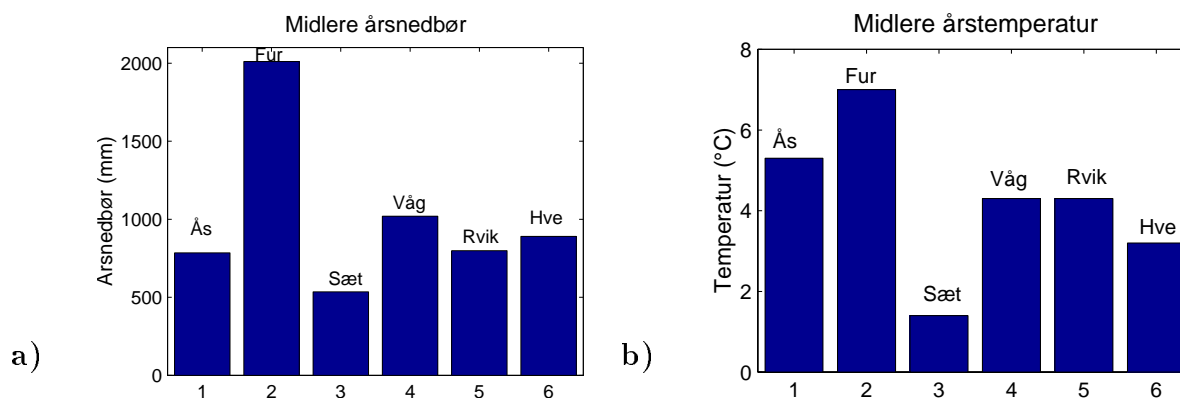 Midlere årsnedbør
Årsnedbør (mm)
2000
1500
1000
500
0
Ås
Fur
Sæt
Våg
Rvik
Hve
1 2 3 4 5 6
a)
Midlere årstemperatur
Temperatur (°C)
8
6
4
2
0
Ås
Fur
Sæt
Våg
Rvik
Hve
1 2 3 4 5 6
b)